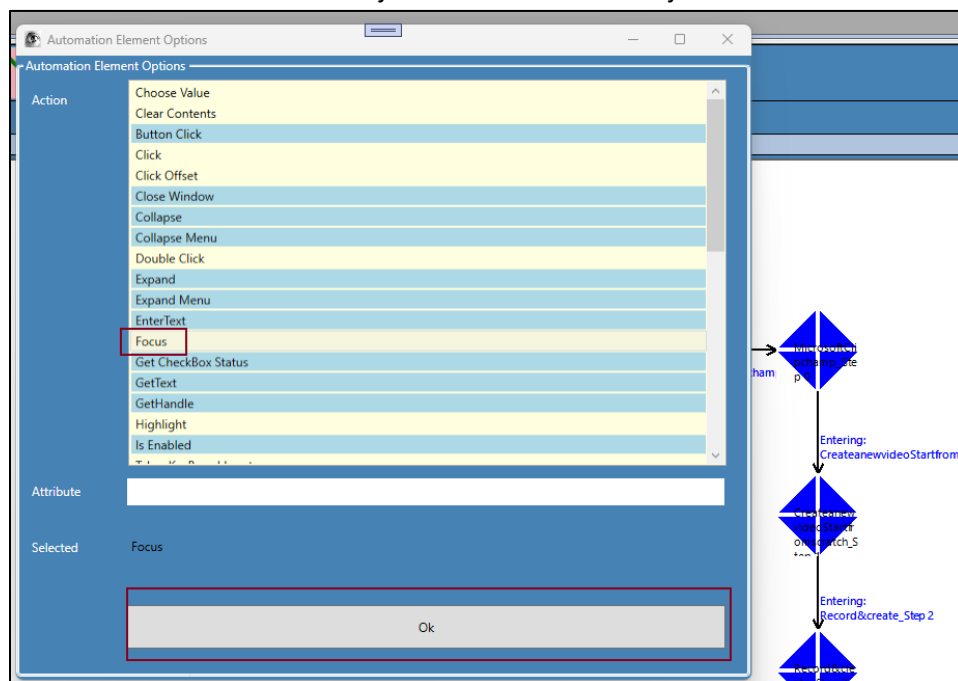 Automation Element Options
Automation Element Options
Action
Choose Value
Clear Contents
Button Click
Click
Click Offset
Close Window
Collapse
Collapse Menu
Double Click
Expand
Expand Menu
EnterText
Focus
Get CheckBox Status
GetText
GetHandle
Highlight
Is Enabled
Attribute
Selected
Focus
Ok
cham
Entering:
CreateanewvideoStartfrom
Entering:
Record&create_Step 2